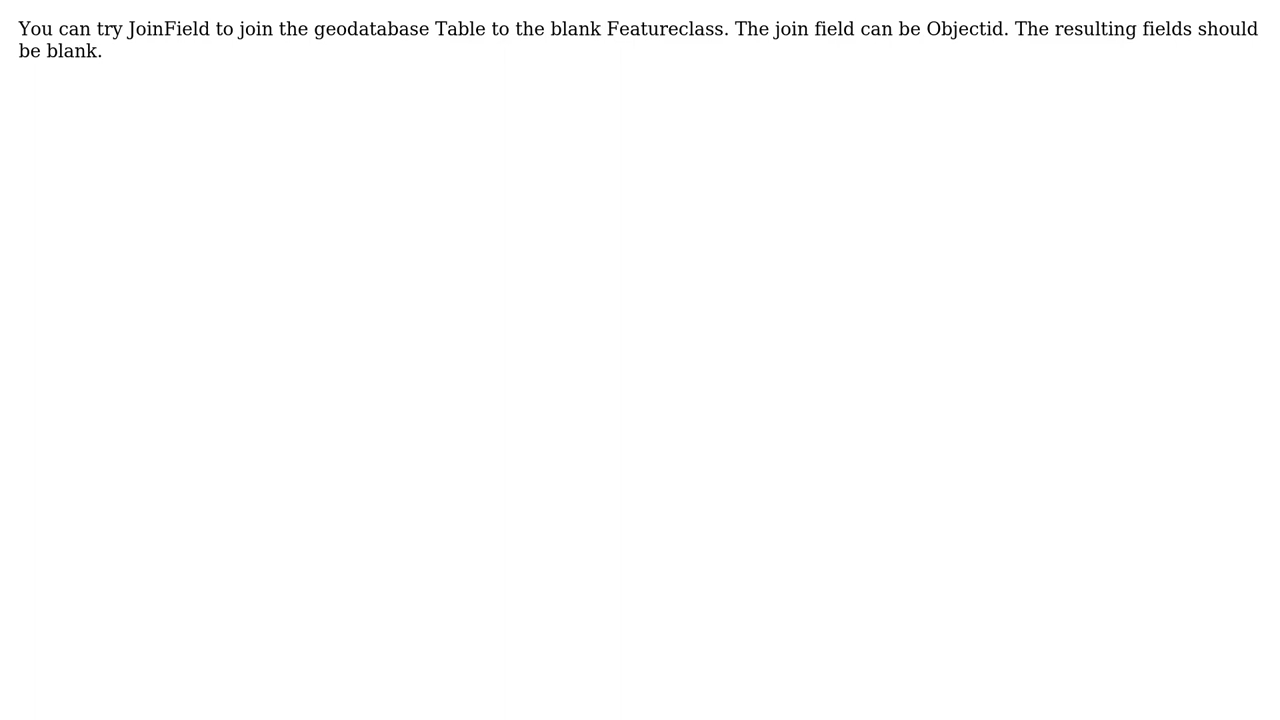 You can try JoinField to join the geodatabase Table to the blank Featureclass. The join field can be Objectid. The resulting fields should
be blank.